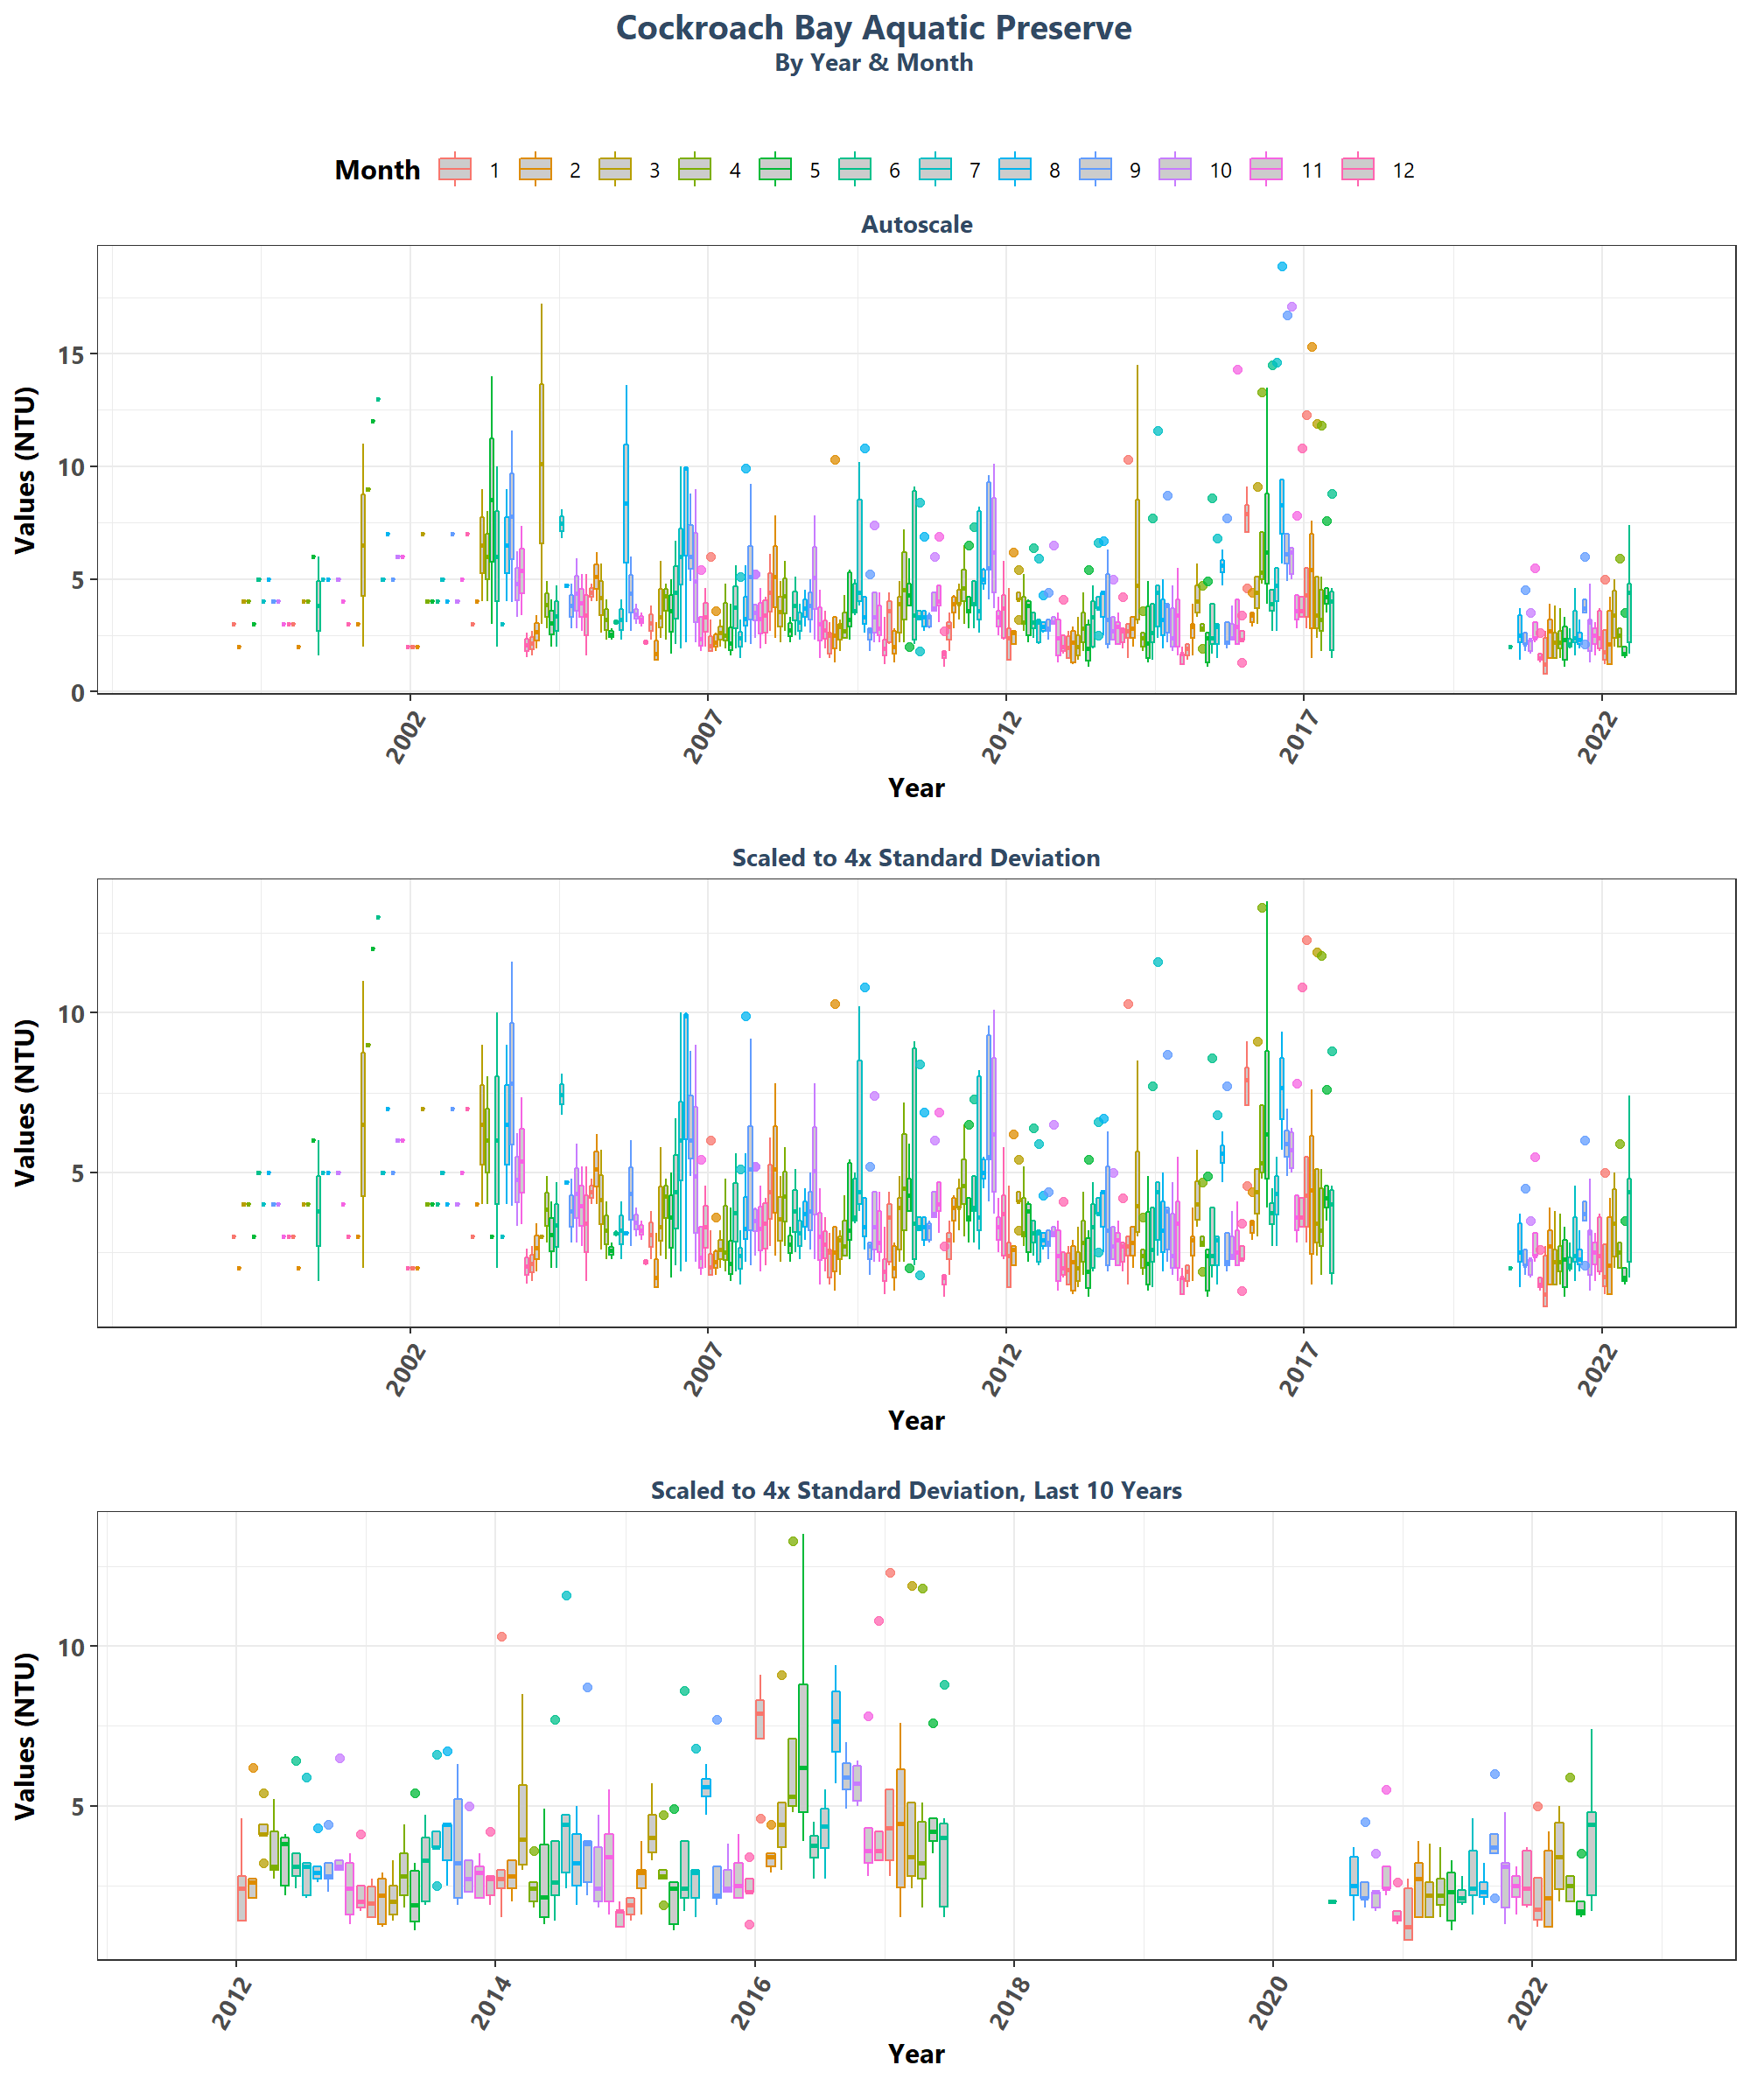 Cockroach Bay Aquatic Preserve
By Year & Month
Month 1 2 3 4 5 6 7 8 9 10 11 12
Autoscale
Values (NTU)
15
10
5
0
2002 2007 2012 2017 2022
Year
Scaled to 4x Standard Deviation
Values (NTU)
10
5
2002 2007 2012 2017 2022
Year
Scaled to 4x Standard Deviation, Last 10 Years
Values (NTU)
10
5
2012 2014 2016 2018 2020 2022
Year